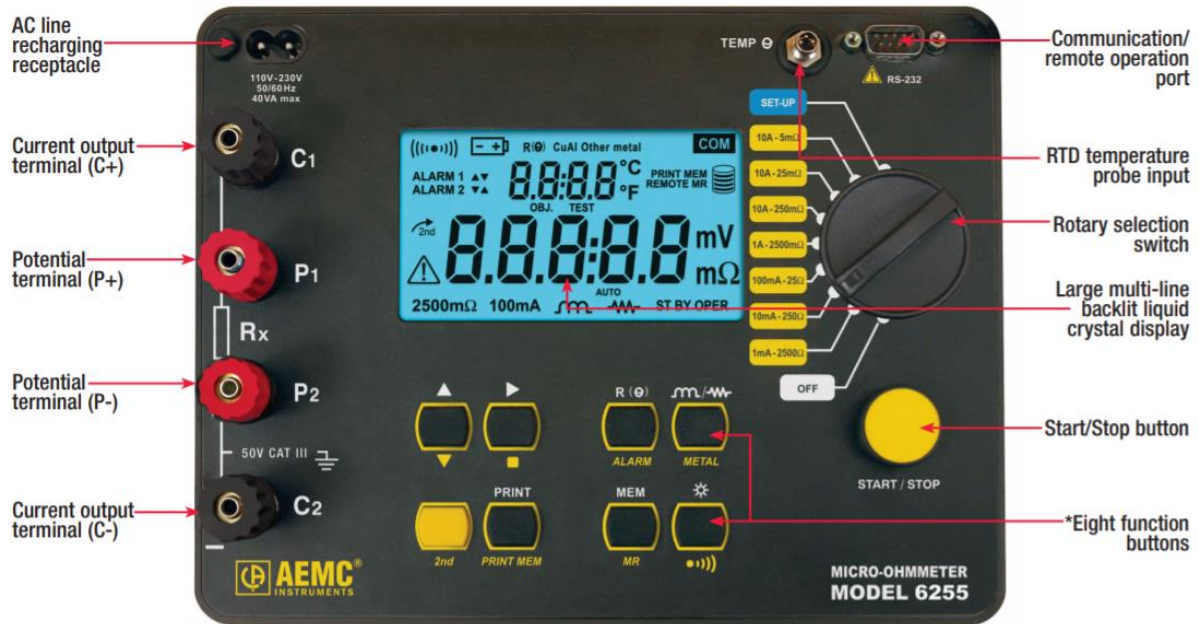 AC line
recharging
receptacle
Current output
terminal (C+)
Potential
terminal (P+)
Potential
terminal (P-)
Current output
terminal (C-)
110V-230V
50/60Hz
40VA max
C1
P1
Rx
P2
50V CAT III
C2
AEMC®
INSTRUMENTS
R(Θ) CuAl Other metal
COM
ALARM 1
ALARM 2
8.8:8.8 °C
°F
PRINT MEM
REMOTE MR
OBJ. TEST
2nd
8.8.8:8.8 mV
mΩ
AUTO
2500mΩ 100mA
ST BY OPER
R (Θ)
ALARM
METAL
PRINT
2nd
PRINT MEM
MEM
MR
TEMP Θ
RS-232
SET-UP
10A - 5mΩ
10A - 25mΩ
10A - 250mΩ
1A - 2500mΩ
100mA - 25Ω
10mA - 250Ω
1mA - 2500Ω
OFF
START / STOP
MICRO-OHMMETER
MODEL 6255
Communication/
remote operation
port
RTD temperature
probe input
Rotary selection
switch
Large multi-line
backlit liquid
crystal display
Start/Stop button
*Eight function
buttons